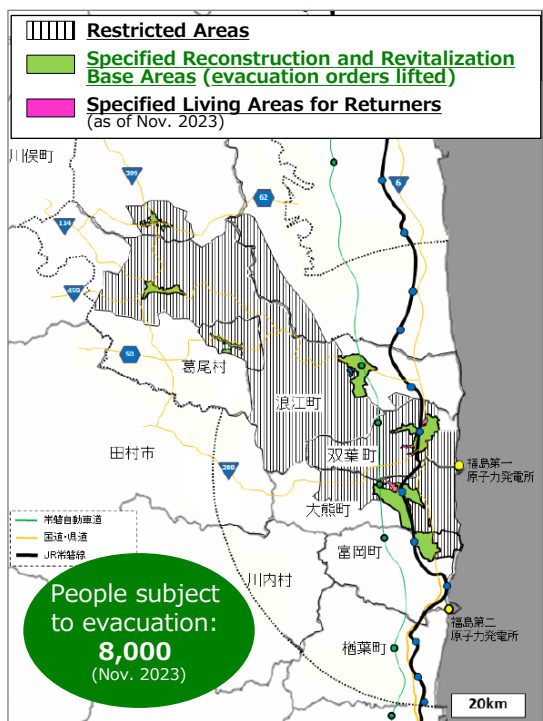 Restricted Areas
Specified Reconstruction and Revitalization
Base Areas (evacuation orders lifted)
Specified Living Areas for Returners
(as of Nov. 2023)
川俣町
399
6
62
114
459
50
葛尾村
浪江町
田村市
双葉町
288
福島第一
原子力発電所
大熊町
常磐自動車道
国道・県道
JR常磐線
富岡町
川内村
People subject
to evacuation:
8,000
(Nov. 2023)
福島第二
原子力発電所
楢葉町
20km